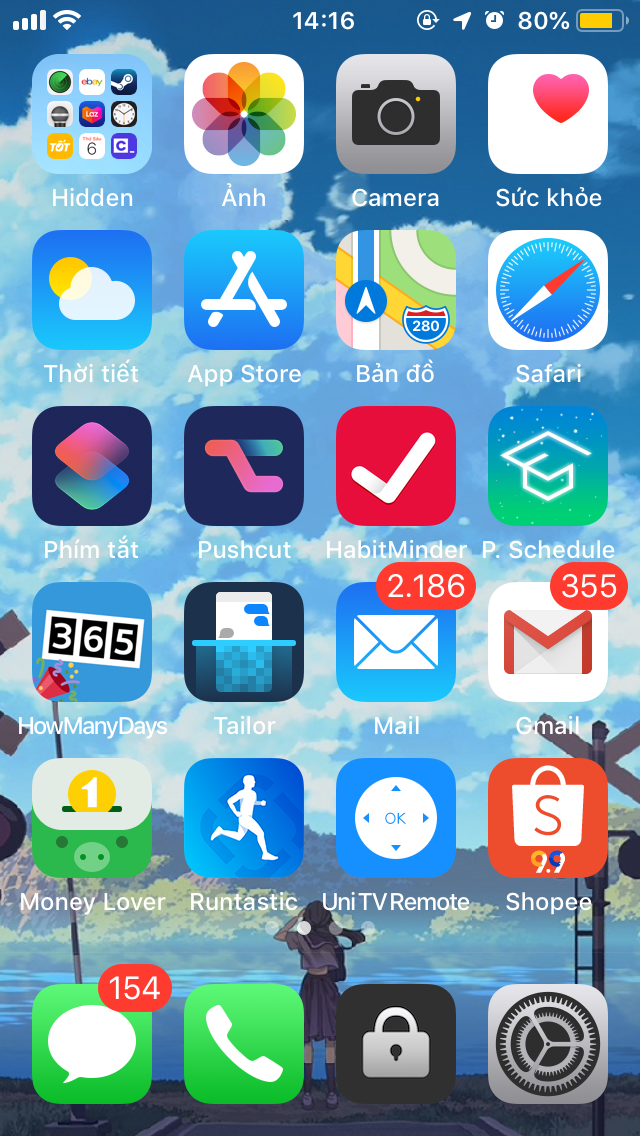 14:16 80%
ebay
Laz
TỐT 6 C
Hidden Ảnh Camera Sức khỏe
280
Thời tiết App Store Bản đồ Safari
Phím tắt Pushcut HabitMinder P. Schedule
2.186 355
365
HowManyDays Tailor Mail Gmail
1 OK S
9.9
Money Lover Runtastic UniTVRemote Shopee
154